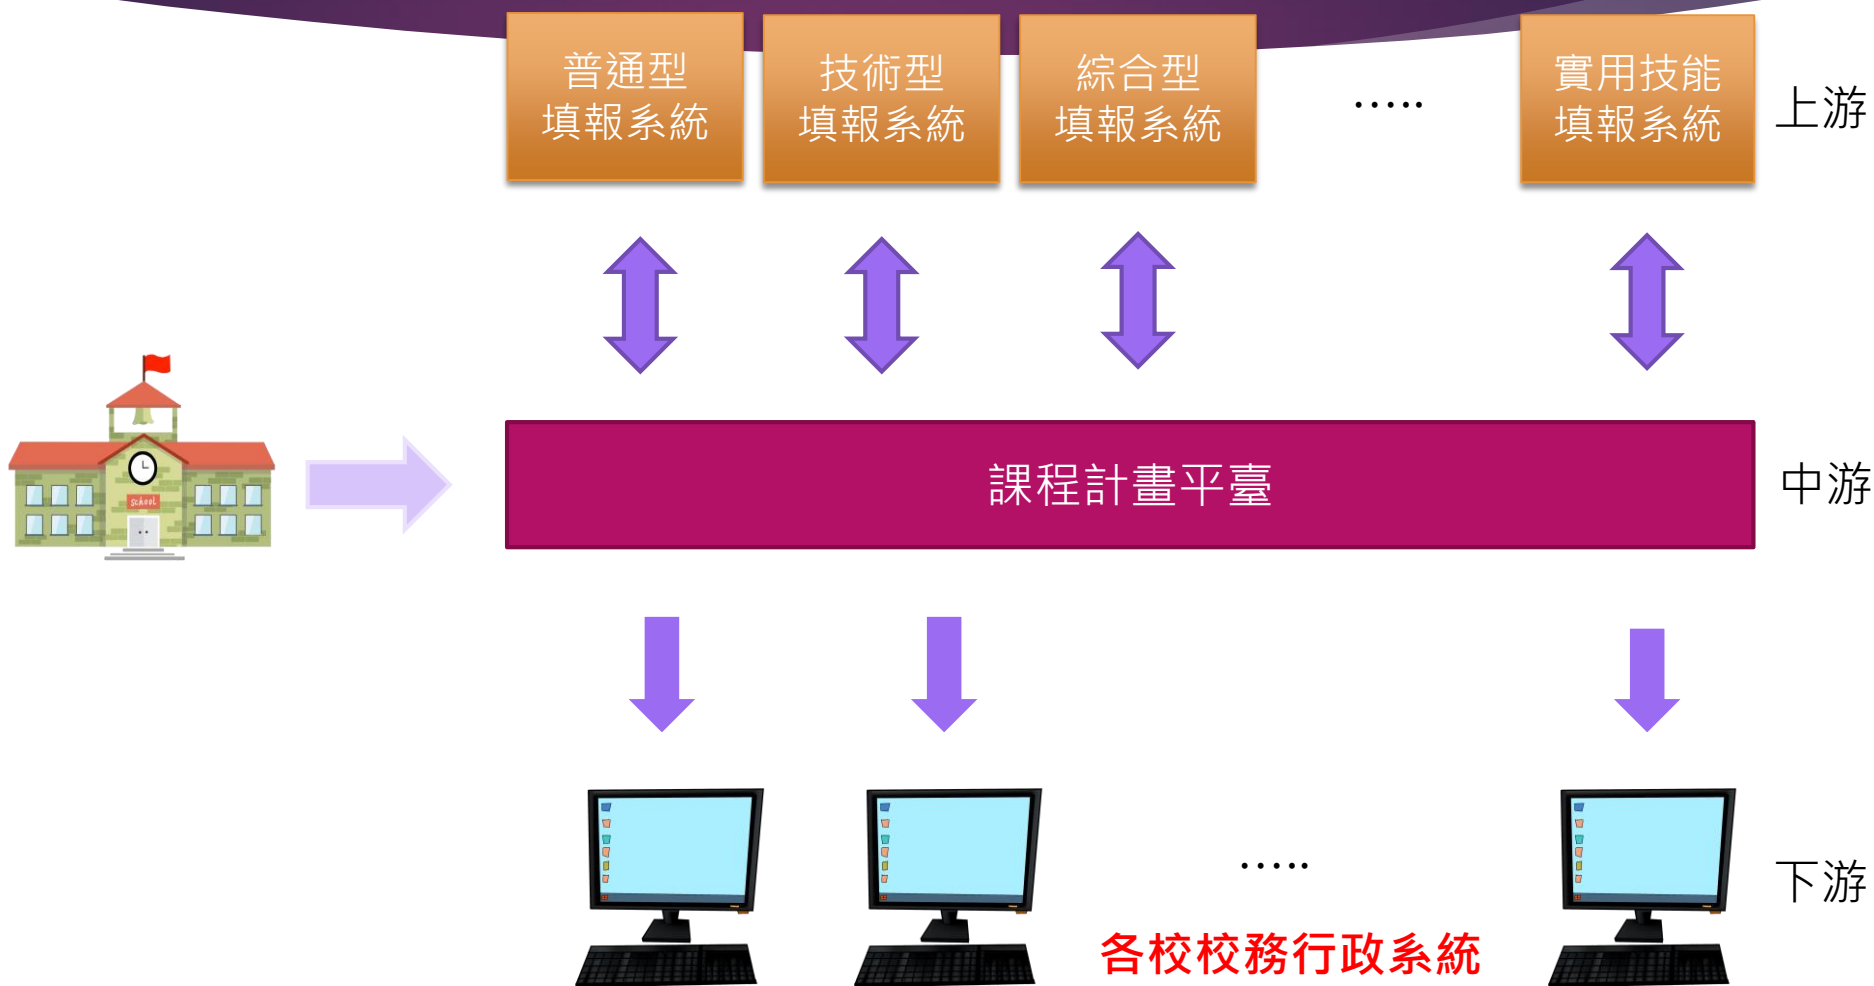 普通型
填報系統
技術型
填報系統
綜合型
填報系統
.....
實用技能
填報系統
上游
school
課程計畫平臺
中游
.....
各校校務行政系統
下游